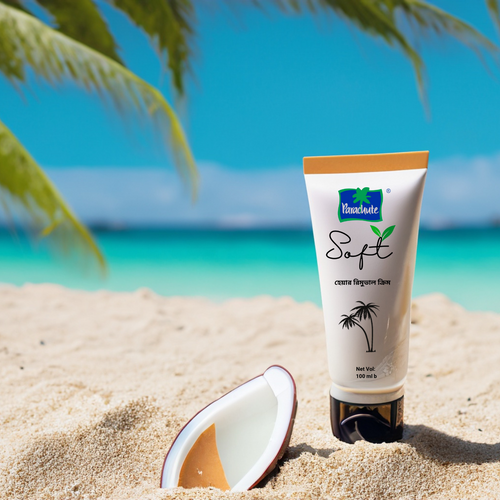 Parachute
®
Soft
হেয়ার রিমুভাল ক্রিম
Net Vol:
100 ml b